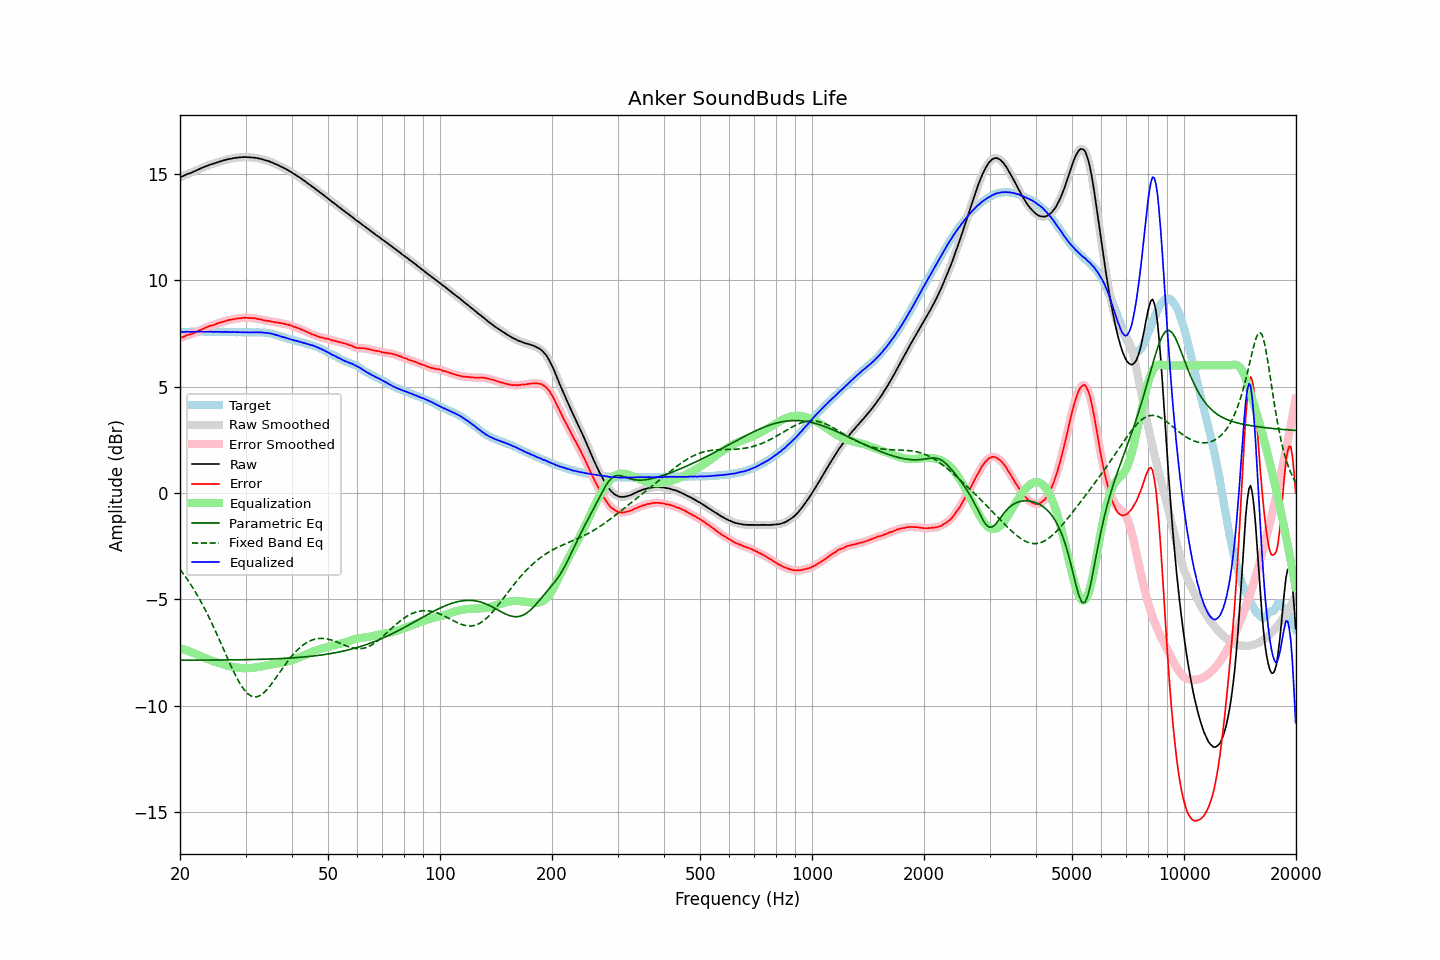 Anker SoundBuds Life
Amplitude (dBr)
15
10
5
0
−5
−10
−15
Target
Raw Smoothed
Error Smoothed
Raw
Error
Equalization
Parametric Eq
Fixed Band Eq
Equalized
20 50 100 200 500 1000 2000 5000 10000 20000
Frequency (Hz)